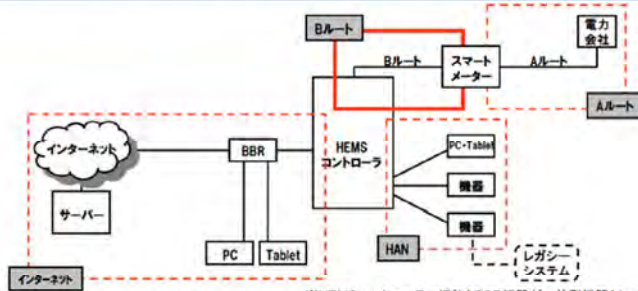 Bルート
電力
会社
Bルート
スマート
メーター
Aルート
Aルート
インターネット
BBR
HEMS
コントローラ
PC・Tablet
機器
サーバー
機器
PC
Tablet
HAN
レガシー
システム
インターネット